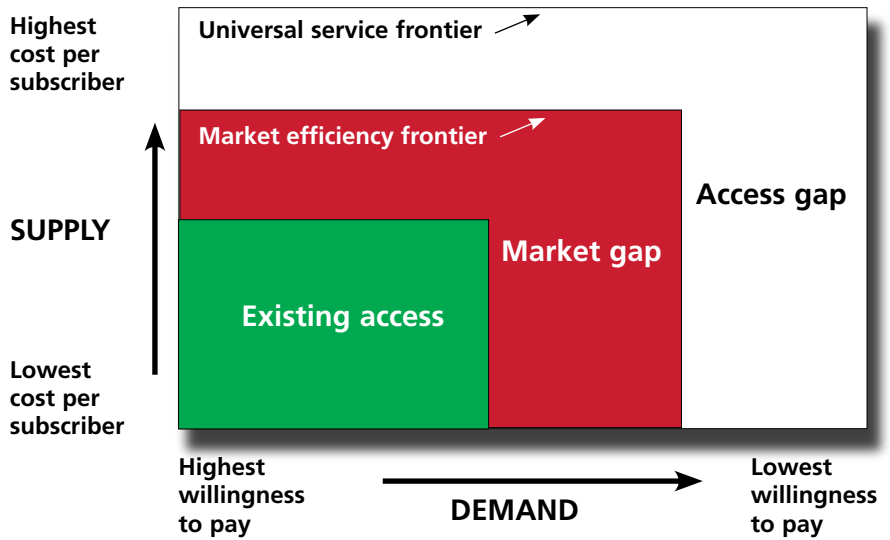 Highest
cost per
subscriber
Universal service frontier
Market efficiency frontier
Access gap
SUPPLY
Market gap
Existing access
Lowest
cost per
subscriber
Highest
willingness
to pay
DEMAND
Lowest
willingness
to pay